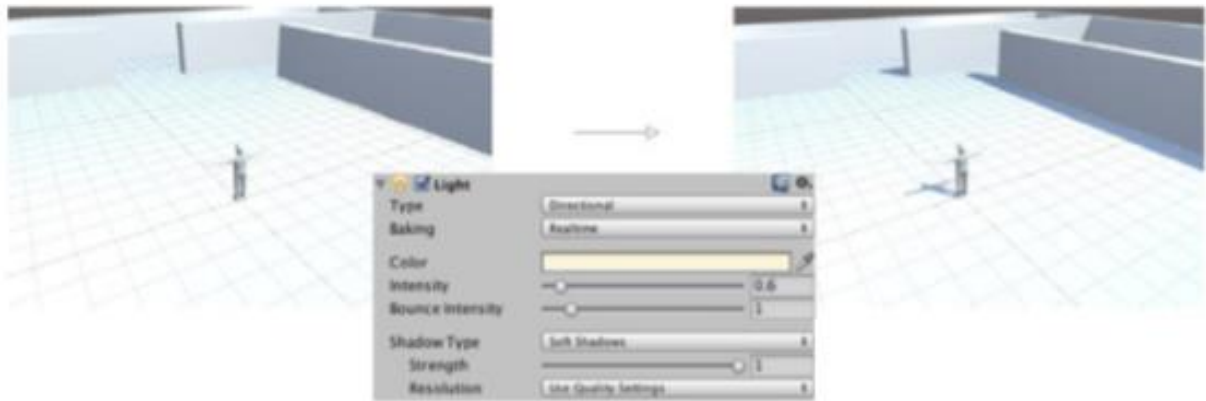 Light
Type Directional
Baking Realtime
Color
Intensity 0.6
Bounce Intensity 1
Shadow Type Soft Shadows
Strength 1
Resolution Use Quality Settings